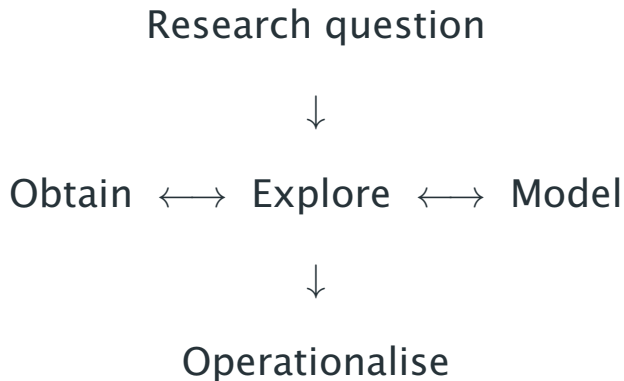 Research question
↓
Obtain ⟷ Explore ⟷ Model
↓
Operationalise